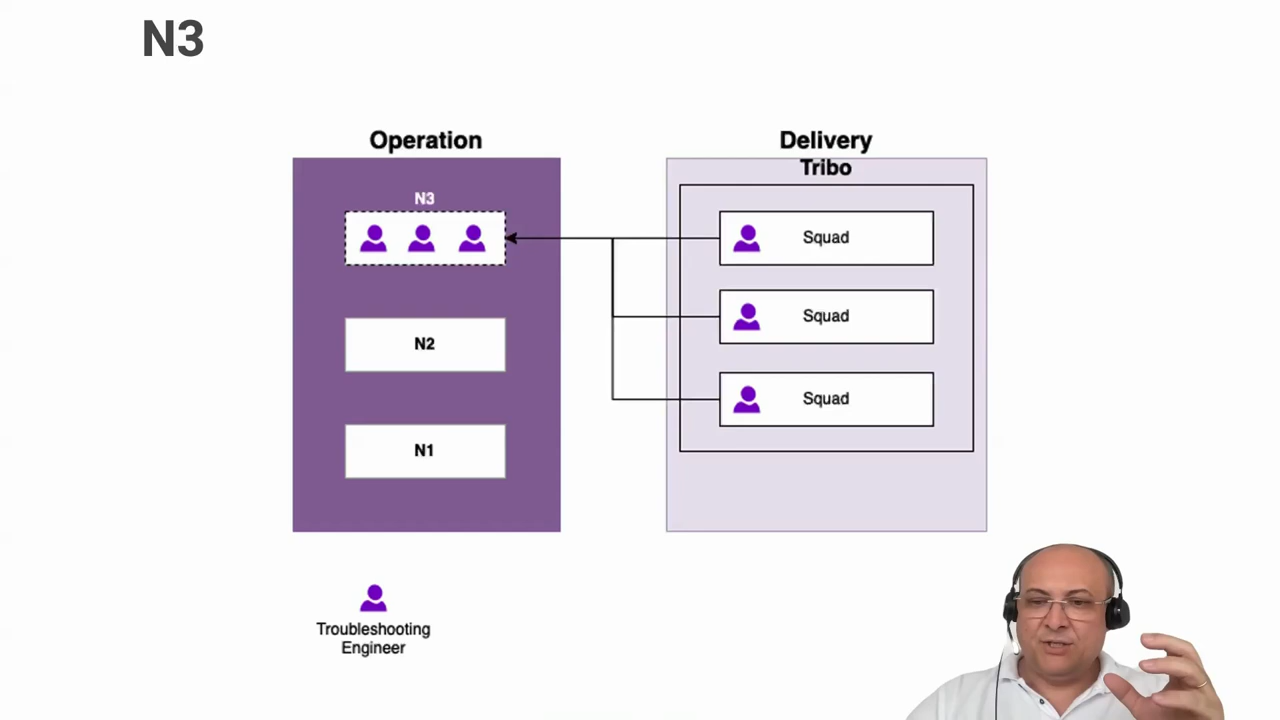 N3
Operation
N3
N2
N1
Delivery
Tribo
Squad
Squad
Squad
Troubleshooting
Engineer